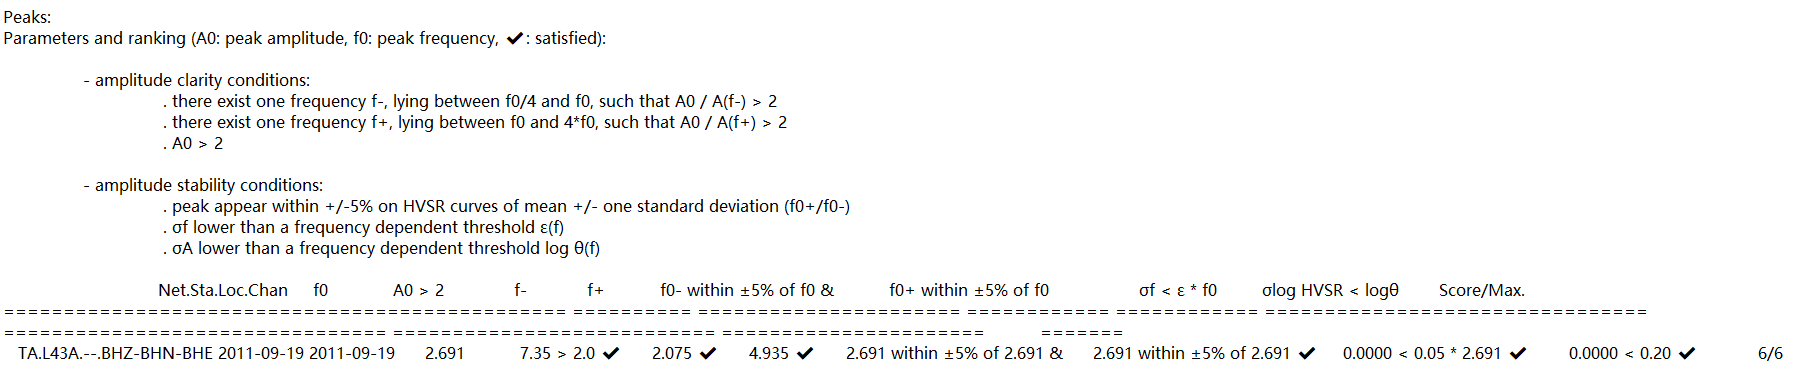 Peaks:
Parameters and ranking (A0: peak amplitude, f0: peak frequency, ✔: satisfied):
- amplitude clarity conditions:
. there exist one frequency f-, lying between f0/4 and f0, such that A0 / A(f-) > 2
. there exist one frequency f+, lying between f0 and 4*f0, such that A0 / A(f+) > 2
. A0 > 2
- amplitude stability conditions:
. peak appear within +/-5% on HVSR curves of mean +/- one standard deviation (f0+/f0-)
. σf lower than a frequency dependent threshold ε(f)
. σA lower than a frequency dependent threshold log θ(f)
Net.Sta.Loc.Chan f0 A0 > 2 f- f+ f0- within ±5% of f0 & f0+ within ±5% of f0 σf < ε * f0 σlog HVSR < logθ Score/Max.
=============================================== ========== ====================== ============ ============ ================================
================================ =========================== ====================== =======
TA.L43A.--.BHZ-BHN-BHE 2011-09-19 2011-09-19 2.691 7.35 > 2.0 ✔ 2.075 ✔ 4.935 ✔ 2.691 within ±5% of 2.691 & 2.691 within ±5% of 2.691 ✔ 0.0000 < 0.05 * 2.691 ✔ 0.0000 < 0.20 ✔ 6/6